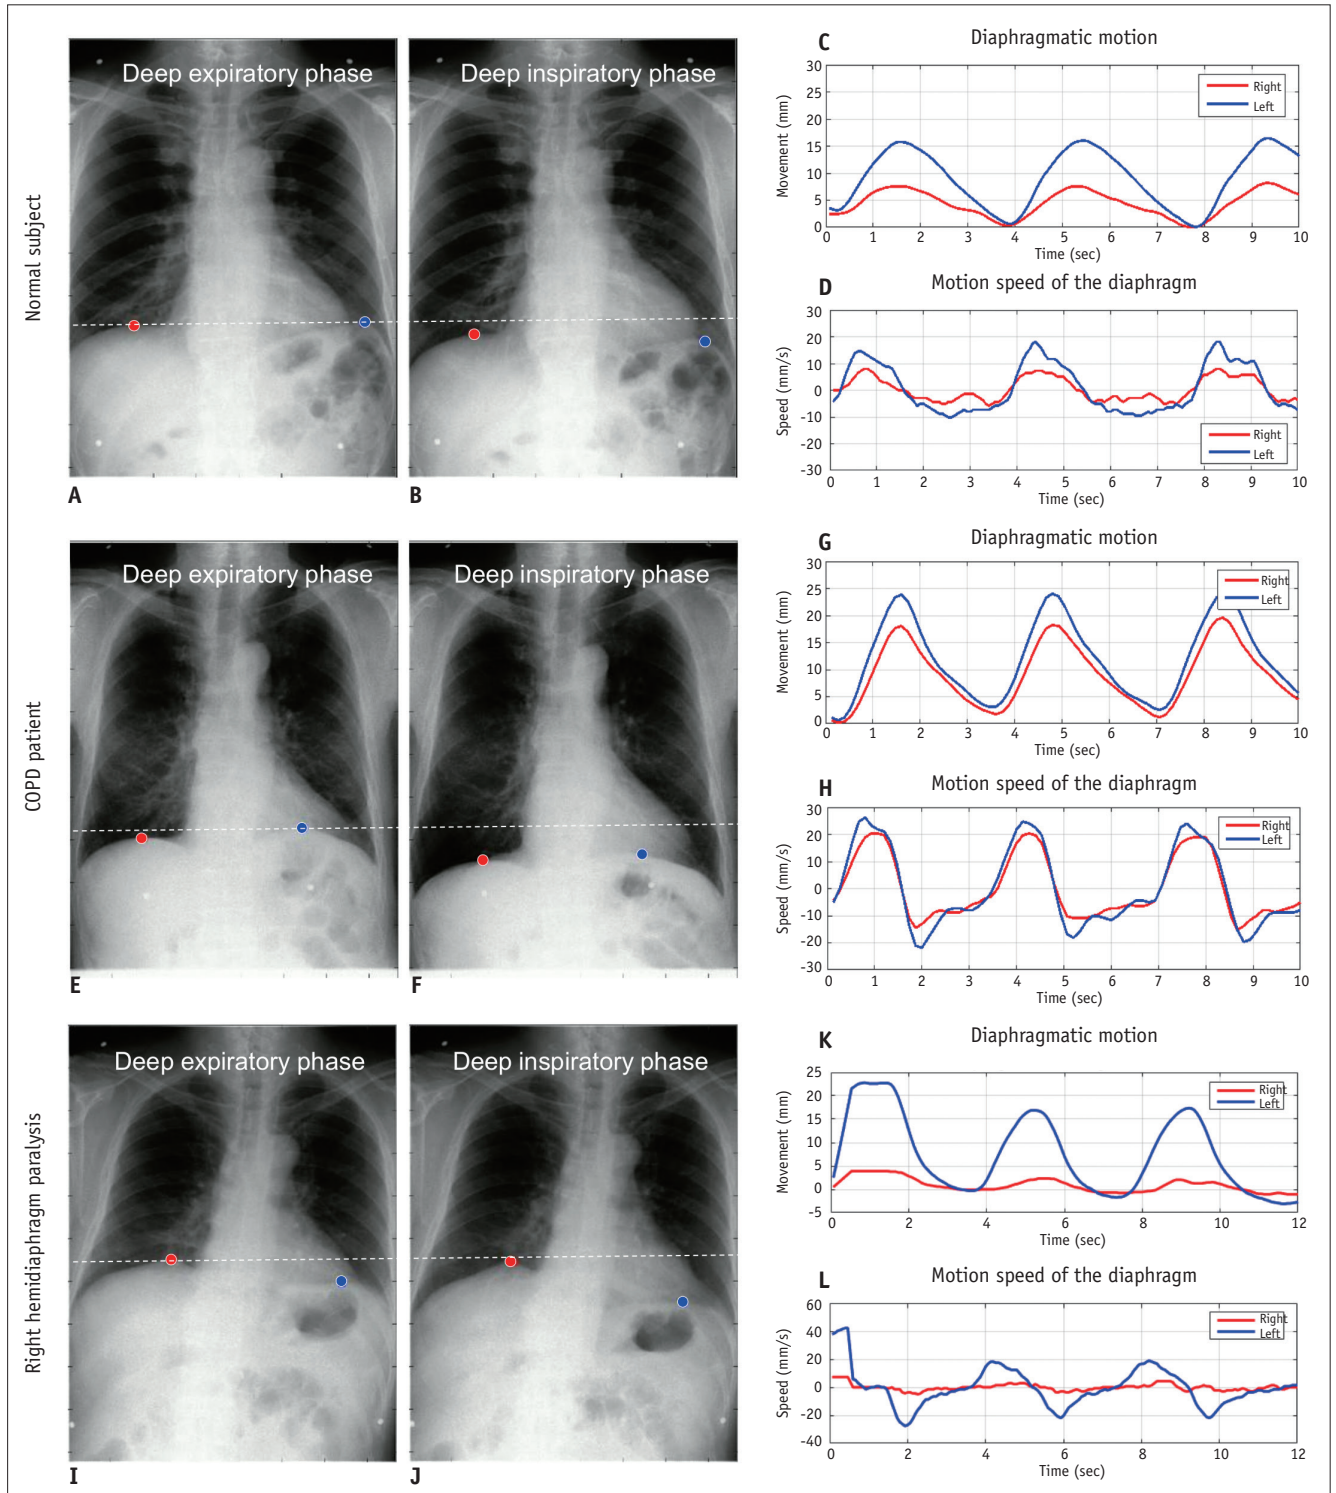 Normal subject
Deep expiratory phase
A
Deep inspiratory phase
B
C
Diaphragmatic motion
Movement (mm)
30
25
20
15
10
5
0
0 1 2 3 4 5 6 7 8 9 10
Time (sec)
Right
Left
D
Motion speed of the diaphragm
Speed (mm/s)
30
20
10
0
-10
-20
-30
0 1 2 3 4 5 6 7 8 9 10
Time (sec)
Right
Left
COPD patient
Deep expiratory phase
E
Deep inspiratory phase
F
G
Diaphragmatic motion
Movement (mm)
30
25
20
15
10
5
0
0 1 2 3 4 5 6 7 8 9 10
Time (sec)
Right
Left
H
Motion speed of the diaphragm
Speed (mm/s)
30
20
10
0
-10
-20
-30
0 1 2 3 4 5 6 7 8 9 10
Time (sec)
Right
Left
Right hemidiaphragm paralysis
Deep expiratory phase
I
Deep inspiratory phase
J
K
Diaphragmatic motion
Movement (mm)
25
20
15
10
5
0
-5
0 2 4 6 8 10 12
Time (sec)
Right
Left
L
Motion speed of the diaphragm
Speed (mm/s)
60
40
20
0
-20
-40
0 2 4 6 8 10 12
Time (sec)
Right
Left